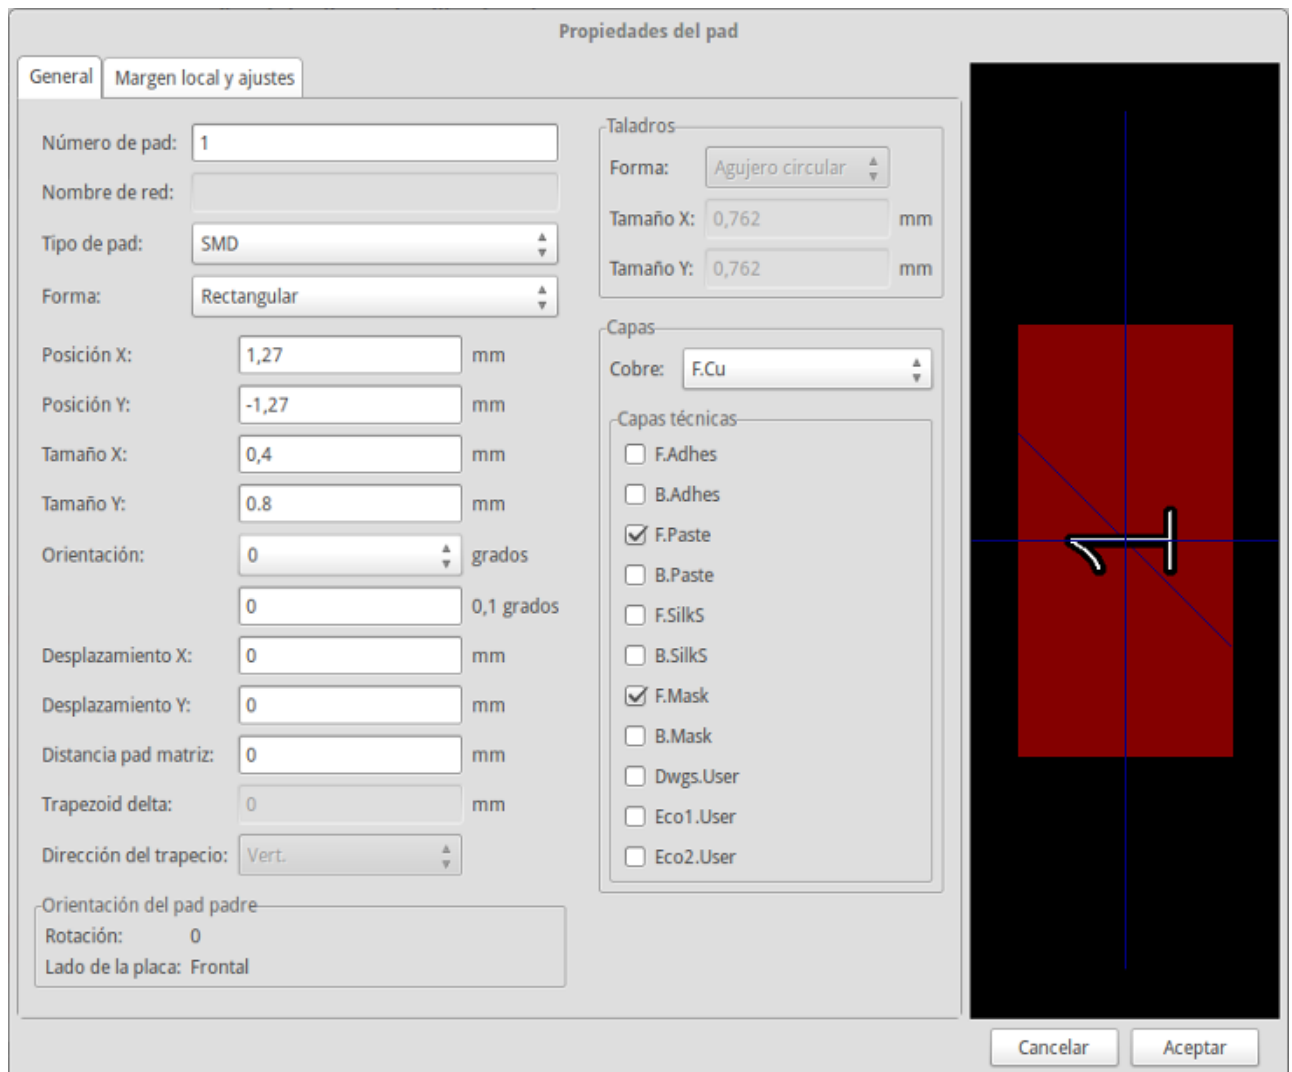 Propiedades del pad
General
Margen local y ajustes
Número de pad: 1
Nombre de red:
Tipo de pad: SMD
Forma: Rectangular
Posición X: 1,27 mm
Posición Y: -1,27 mm
Tamaño X: 0,4 mm
Tamaño Y: 0.8 mm
Orientación: 0 grados
0 0,1 grados
Desplazamiento X: 0 mm
Desplazamiento Y: 0 mm
Distancia pad matriz: 0 mm
Trapezoid delta: 0 mm
Dirección del trapecio: Vert.
Orientación del pad padre
Rotación: 0
Lado de la placa: Frontal
Taladros
Forma: Agujero circular
Tamaño X: 0,762 mm
Tamaño Y: 0,762 mm
Capas
Cobre: F.Cu
Capas técnicas
F.Adhes
B.Adhes
F.Paste
B.Paste
F.SilkS
B.SilkS
F.Mask
B.Mask
Dwgs.User
Eco1.User
Eco2.User
1
Cancelar
Aceptar